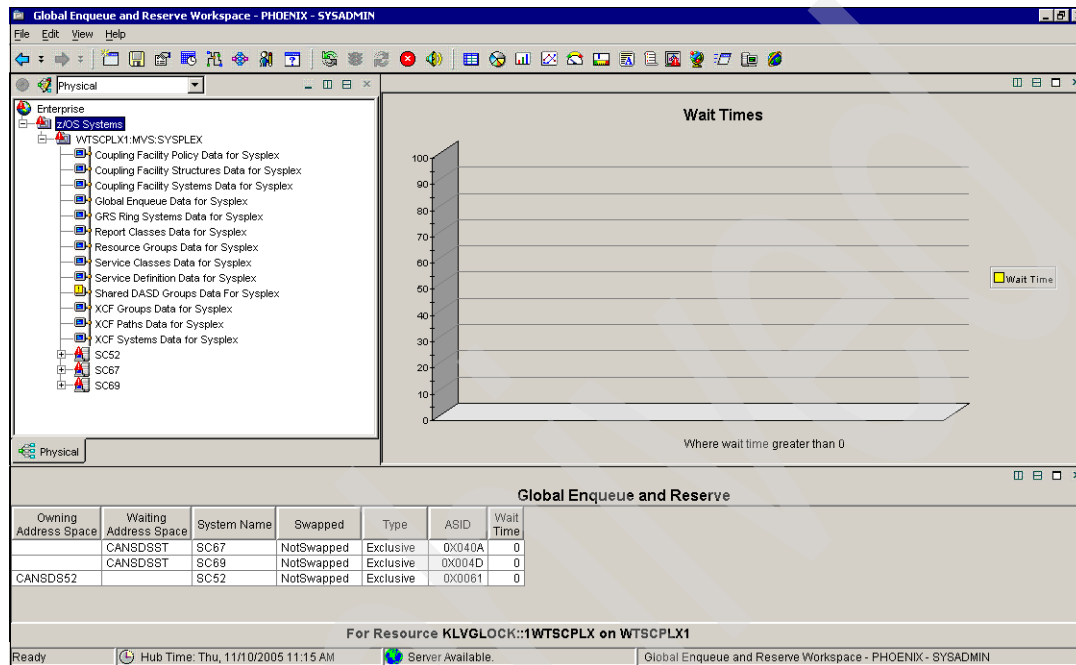 Global Enqueue and Reserve Workspace - PHOENIX - SYSADMIN
File Edit View Help
Physical
Enterprise
z/OS Systems
WTSCPLX1:MVS:SYSPLEX
Coupling Facility Policy Data for Sysplex
Coupling Facility Structures Data for Sysplex
Coupling Facility Systems Data for Sysplex
Global Enqueue Data for Sysplex
GRS Ring Systems Data for Sysplex
Report Classes Data for Sysplex
Resource Groups Data for Sysplex
Service Classes Data for Sysplex
Service Definition Data for Sysplex
Shared DASD Groups Data For Sysplex
XCF Groups Data for Sysplex
XCF Paths Data for Sysplex
XCF Systems Data for Sysplex
SC52
SC67
SC69
Physical
Wait Times
100
90
80
70
60
50
40
30
20
10
0
Wait Time
Where wait time greater than 0
Global Enqueue and Reserve
Owning Address Space Waiting Address Space System Name Swapped Type ASID Wait Time
CANSDSST SC67 NotSwapped Exclusive 0X040A 0
CANSDSST SC69 NotSwapped Exclusive 0X004D 0
CANSDS52 SC52 NotSwapped Exclusive 0X0061 0
For Resource KLVGLOCK::1WTSCPLX on WTSCPLX1
Ready Hub Time: Thu, 11/10/2005 11:15 AM Server Available. Global Enqueue and Reserve Workspace - PHOENIX - SYSADMIN